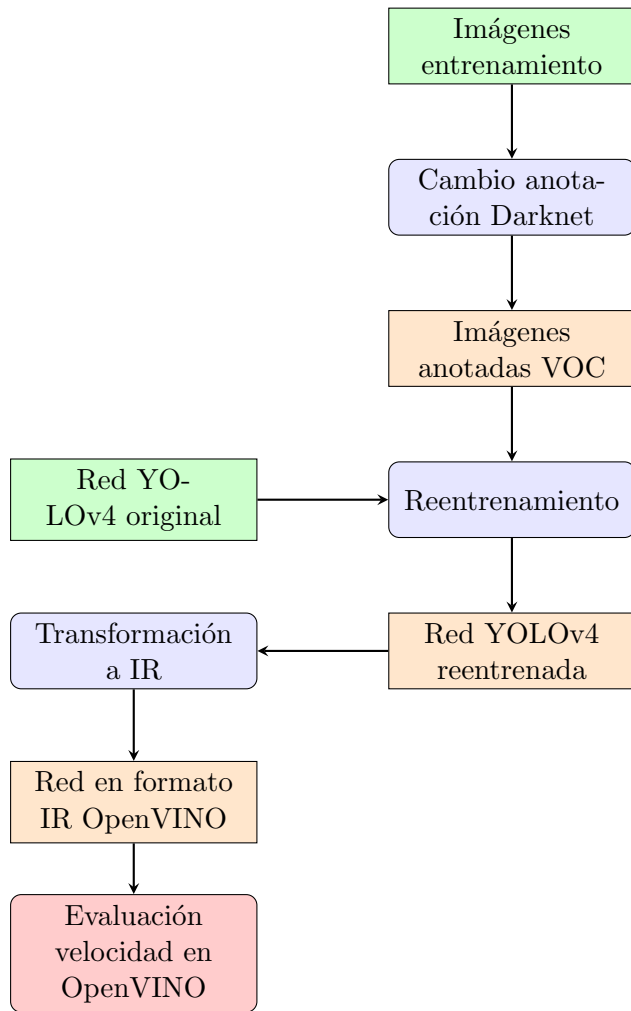 Imágenes
entrenamiento
Cambio anota-
ción Darknet
Imágenes
anotadas VOC
Red YO-
LOv4 original
Reentrenamiento
Transformación
a IR
Red YOLOv4
reentrenada
Red en formato
IR OpenVINO
Evaluación
velocidad en
OpenVINO